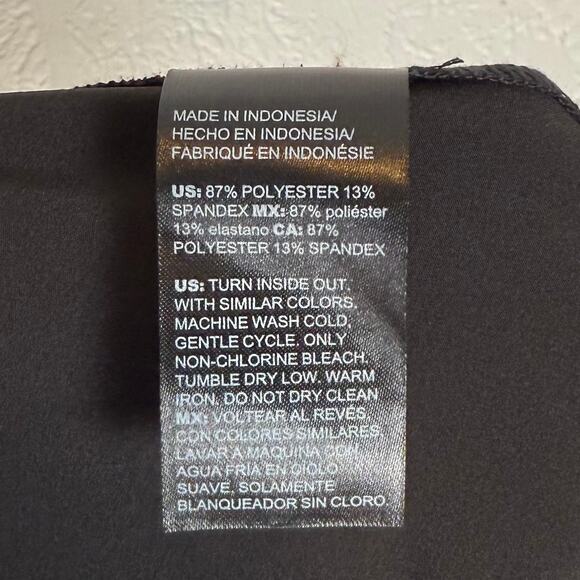 MADE IN INDONESIA/
HECHO EN INDONESIA/
FABRIQUÉ EN INDONÉSIE
US: 87% POLYESTER 13%
SPANDEX MX: 87% poliéster
13% elastano CA: 87%
POLYESTER 13% SPANDEX
US: TURN INSIDE OUT.
WITH SIMILAR COLORS.
MACHINE WASH COLD;
GENTLE CYCLE. ONLY
NON-CHLORINE BLEACH.
TUMBLE DRY LOW. WARM
IRON. DO NOT DRY CLEAN
MX: VOLTEAR AL REVES.
CON COLORES SIMILARES.
LAVAR A MAQUINA CON
AGUA FRIA EN CICLO
SUAVE. SOLAMENTE
BLANQUEADOR SIN CLORO.